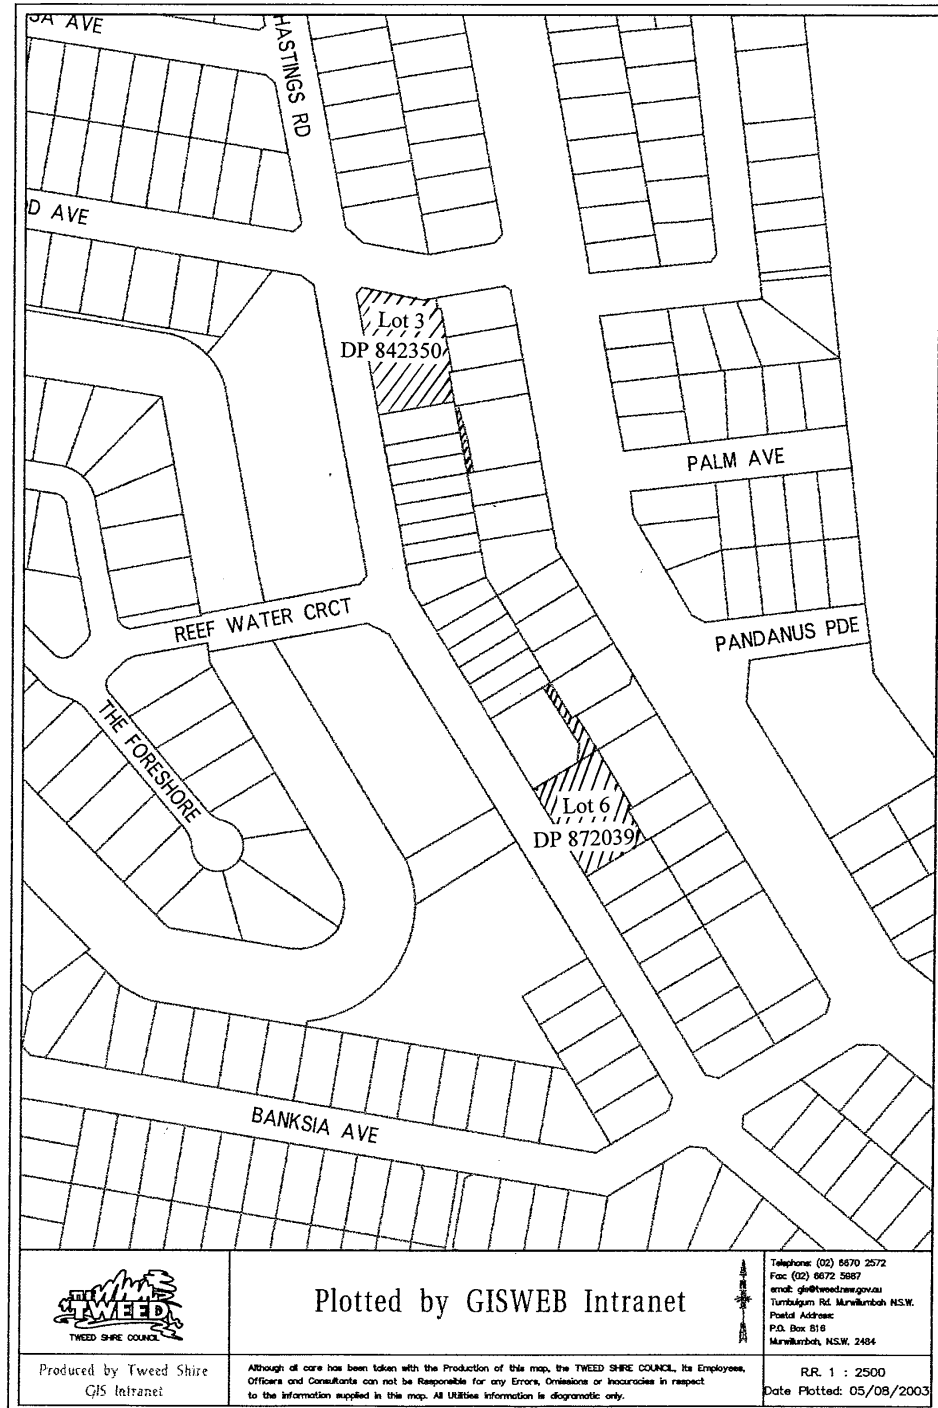 SA AVE
HASTINGS RD
D AVE
Lot 3
DP 842350
PALM AVE
REEF WATER CRCT
PANDANUS PDE
THE FORESHORE
Lot 6
DP 872039
BANKSIA AVE
THE
TWEED
TWEED SHIRE COUNCIL
Plotted by GISWEB Intranet
Telephone: (02) 6670 2572
Fax: (02) 6672 5987
email: gis@tweed.nsw.gov.au
Tumbulgum Rd. Murwillumbah N.S.W.
Postal Address:
P.O. Box 816
Murwillumbah, N.S.W. 2484
Produced by Tweed Shire
GIS Intranet
Although all care has been taken with the Production of this map, the TWEED SHIRE COUNCIL, its Employees,
Officers and Consultants can not be Responsible for any Errors, Omissions or Inacuracies in respect
to the information supplied in this map. All Utilities information is diagramatic only.
R.R. 1 : 2500
Date Plotted: 05/08/2003